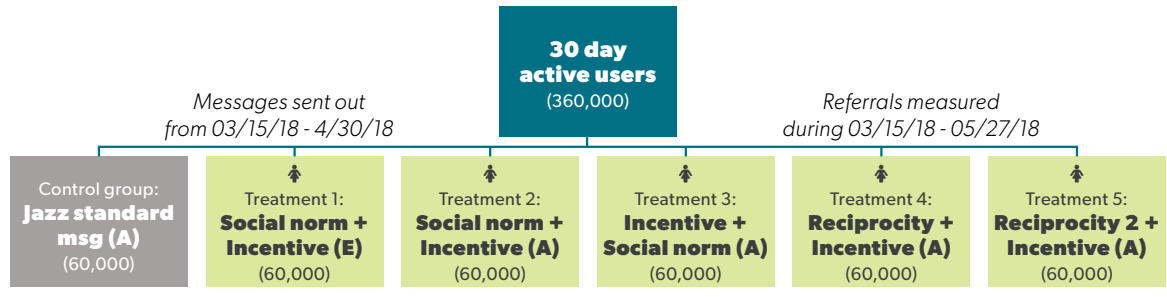 30 day
active users
(360,000)
Messages sent out
from 03/15/18 - 4/30/18
Referrals measured
during 03/15/18 - 05/27/18
Control group:
Jazz standard
msg (A)
(60,000)
Treatment 1:
Social norm +
Incentive (E)
(60,000)
Treatment 2:
Social norm +
Incentive (A)
(60,000)
Treatment 3:
Incentive +
Social norm (A)
(60,000)
Treatment 4:
Reciprocity +
Incentive (A)
(60,000)
Treatment 5:
Reciprocity 2 +
Incentive (A)
(60,000)